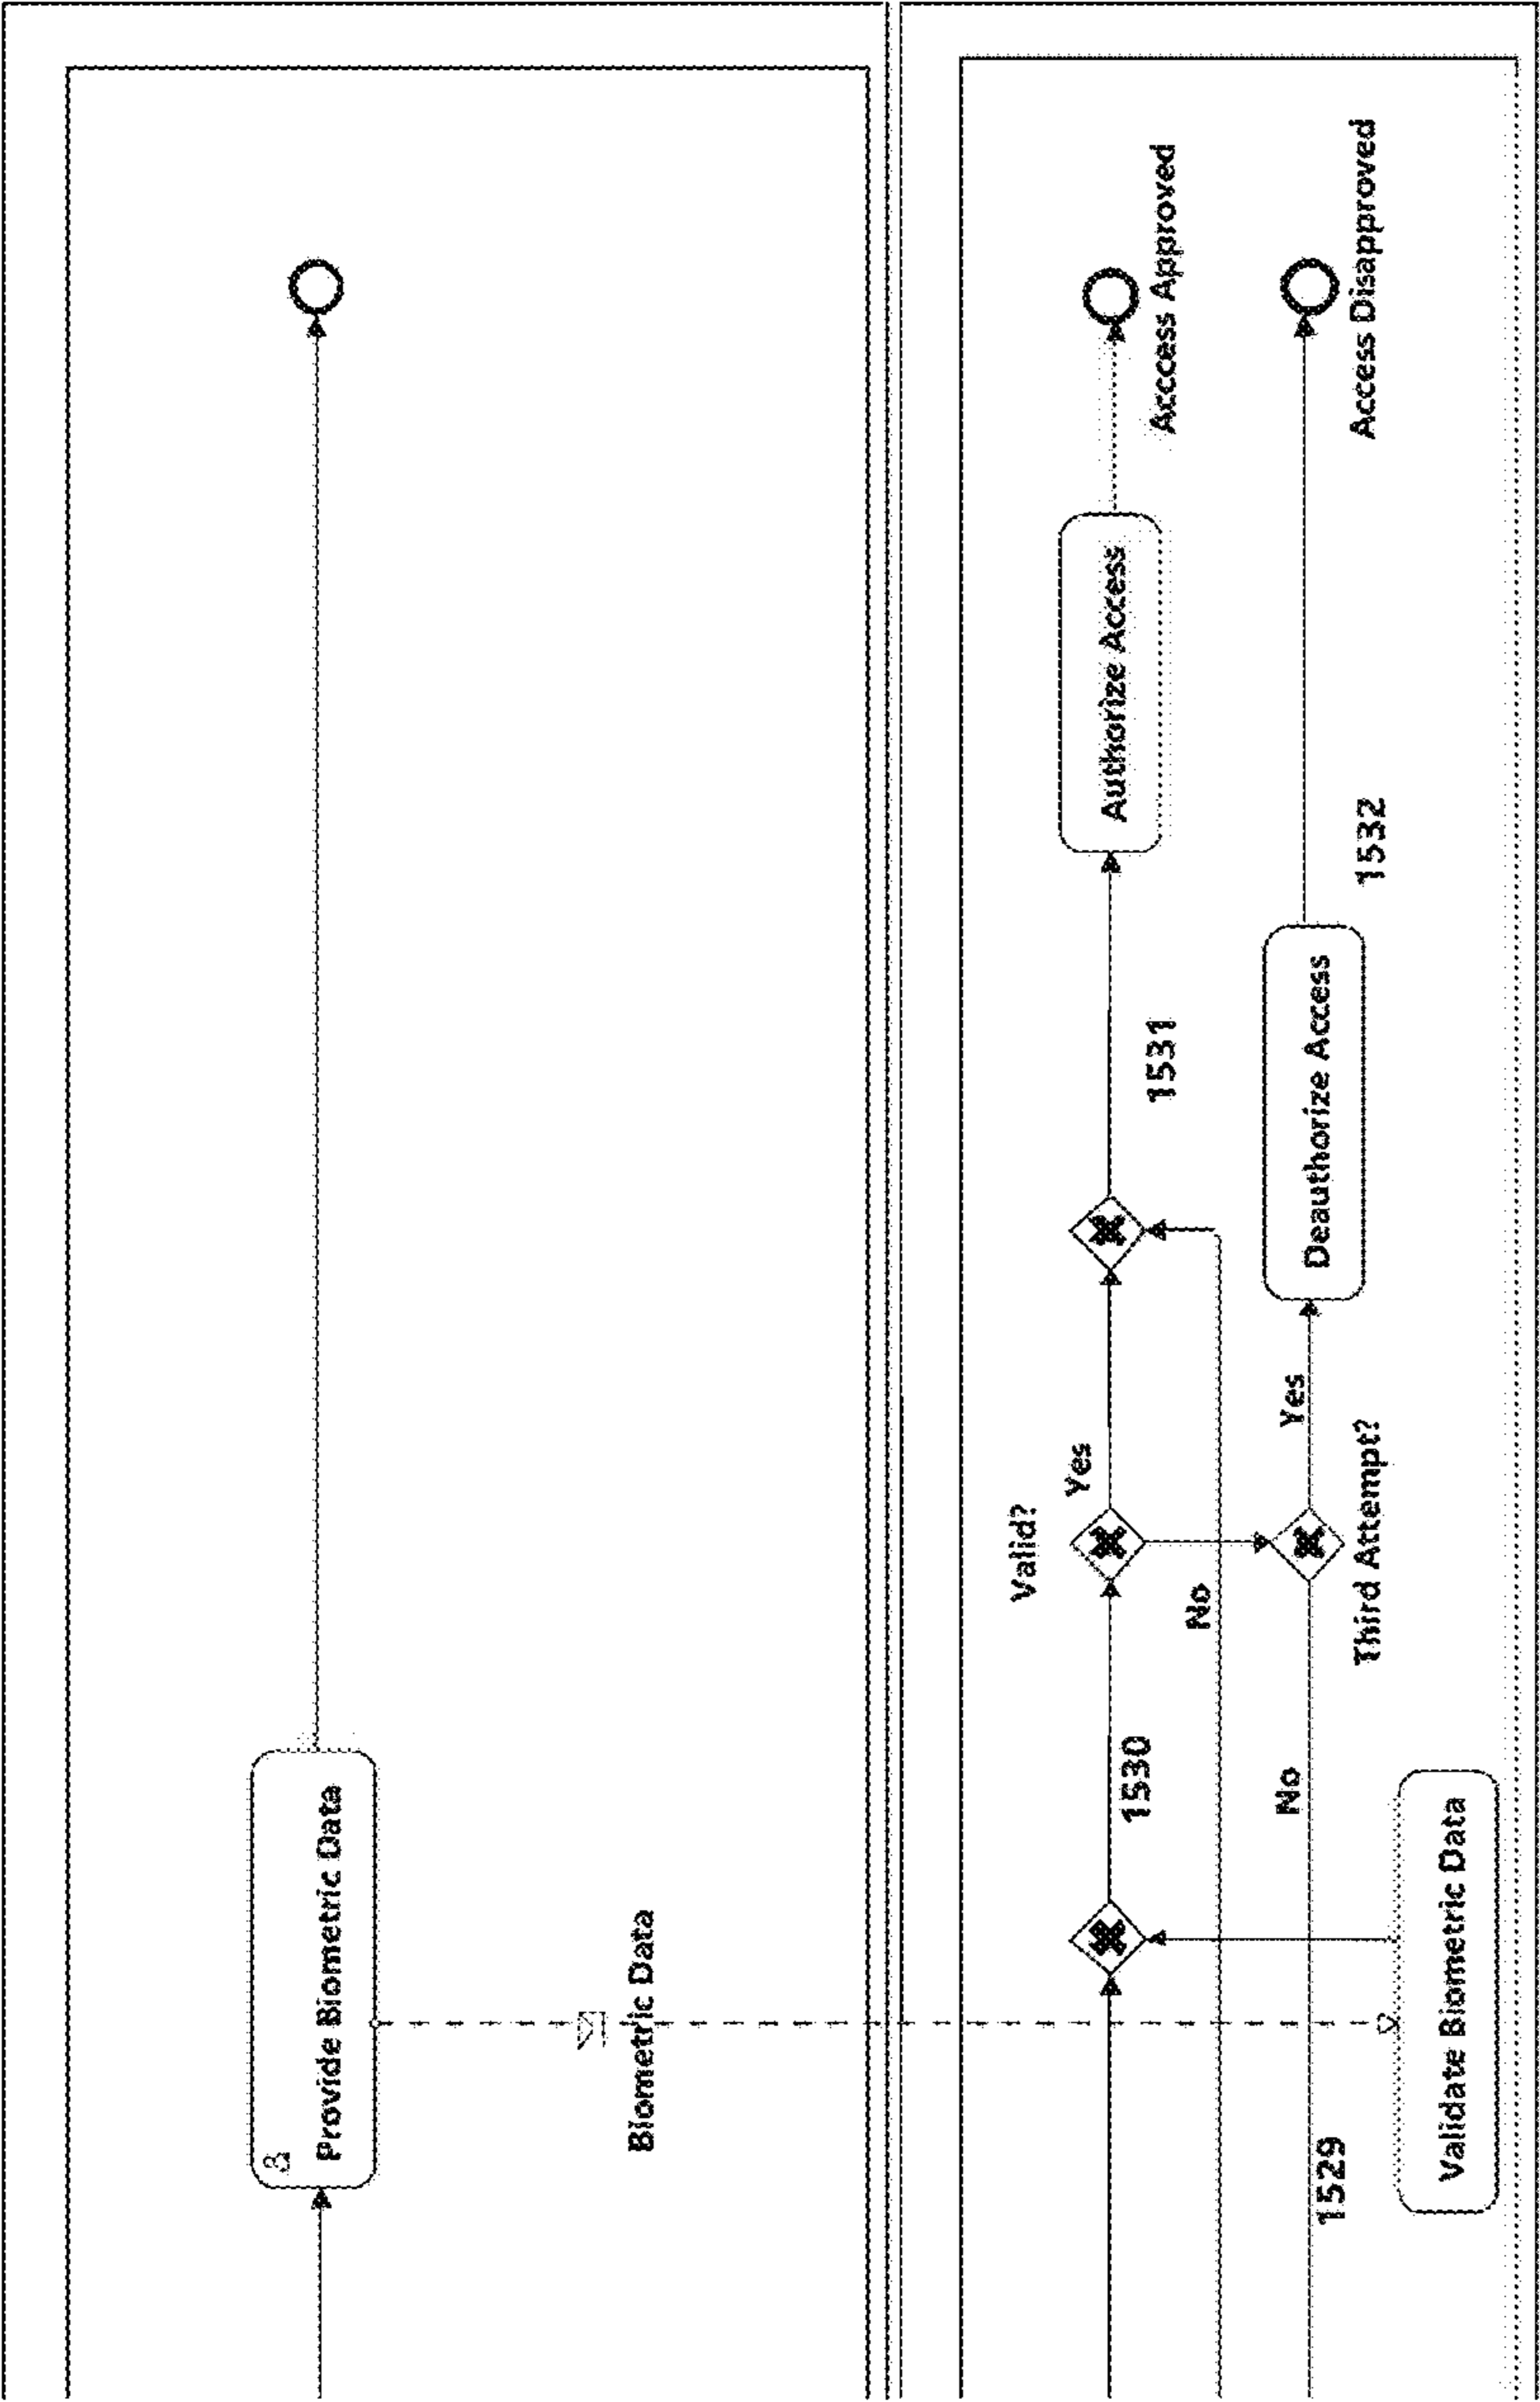 Provide Biometric Data
Biometric Data
Valid?
Yes
Authorize Access
Access Approved
1530
1531
No
No
Yes
Deauthorize Access
Access Disapproved
1529
Third Attempt?
1532
Validate Biometric Data